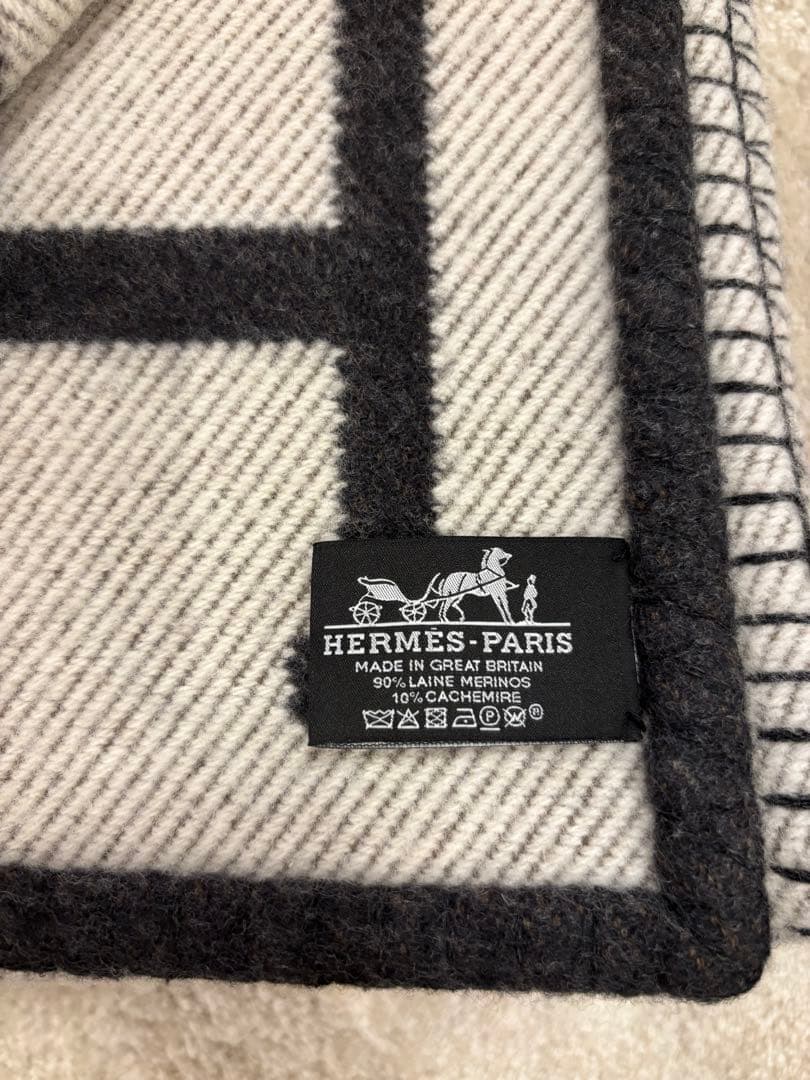 HERMÈS-PARIS
MADE IN GREAT BRITAIN
90% LAINE MERINOS
10% CACHEMIRE
P W ®